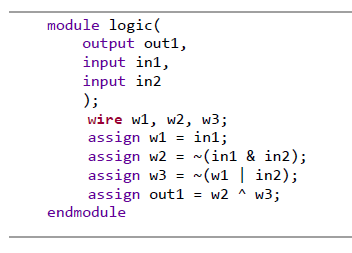 module logic(
output out1,
input in1,
input in2
);
wire w1, w2, w3;
assign w1 = in1;
assign w2 = ~(in1 & in2);
assign w3 = ~(w1 | in2);
assign out1 = w2 ^ w3;
endmodule